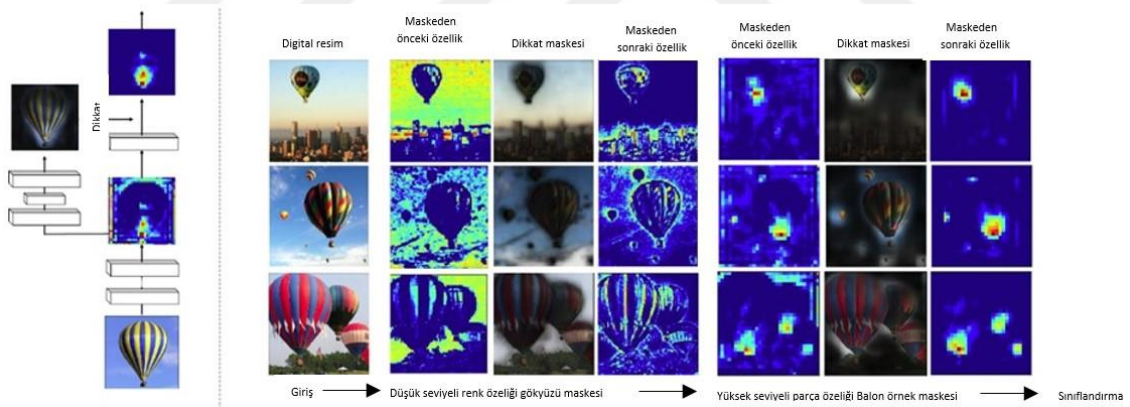 Dikkat
Digital resim
Maskeden
önceki özellik
Dikkat maskesi
Maskeden
sonraki özellik
Maskeden
önceki özellik
Dikkat maskesi
Maskeden
sonraki özellik
Giriş
Düşük seviyeli renk özeliği gökyüzü maskesi
Yüksek seviyeli parça özeliği Balon örnek maskesi
Sınıflandırma